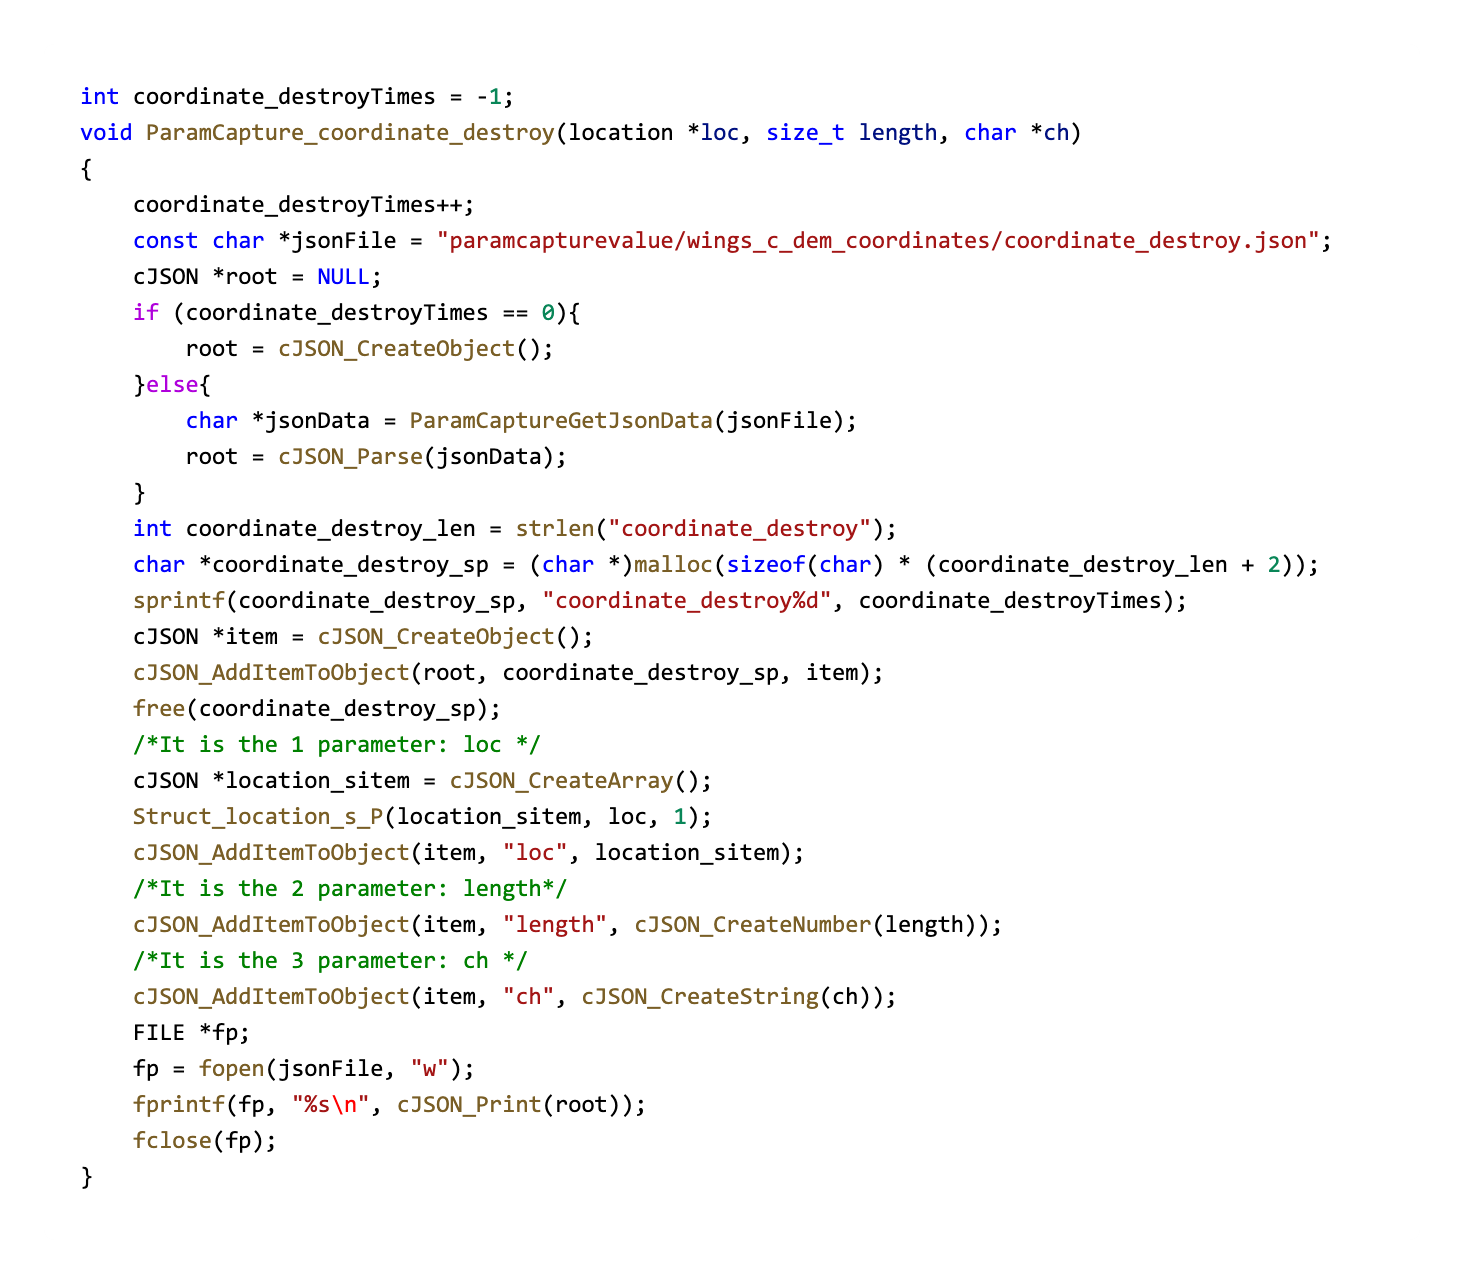 int coordinate_destroyTimes = -1;
void ParamCapture_coordinate_destroy(location *loc, size_t length, char *ch)
{
    coordinate_destroyTimes++;
    const char *jsonFile = "paramcapturevalue/wings_c_dem_coordinates/coordinate_destroy.json";
    cJSON *root = NULL;
    if (coordinate_destroyTimes == 0){
        root = cJSON_CreateObject();
    }else{
        char *jsonData = ParamCaptureGetJsonData(jsonFile);
        root = cJSON_Parse(jsonData);
    }
    int coordinate_destroy_len = strlen("coordinate_destroy");
    char *coordinate_destroy_sp = (char *)malloc(sizeof(char) * (coordinate_destroy_len + 2));
    sprintf(coordinate_destroy_sp, "coordinate_destroy%d", coordinate_destroyTimes);
    cJSON *item = cJSON_CreateObject();
    cJSON_AddItemToObject(root, coordinate_destroy_sp, item);
    free(coordinate_destroy_sp);
    /*It is the 1 parameter: loc */
    cJSON *location_sitem = cJSON_CreateArray();
    Struct_location_s_P(location_sitem, loc, 1);
    cJSON_AddItemToObject(item, "loc", location_sitem);
    /*It is the 2 parameter: length*/
    cJSON_AddItemToObject(item, "length", cJSON_CreateNumber(length));
    /*It is the 3 parameter: ch */
    cJSON_AddItemToObject(item, "ch", cJSON_CreateString(ch));
    FILE *fp;
    fp = fopen(jsonFile, "w");
    fprintf(fp, "%s\n", cJSON_Print(root));
    fclose(fp);
}